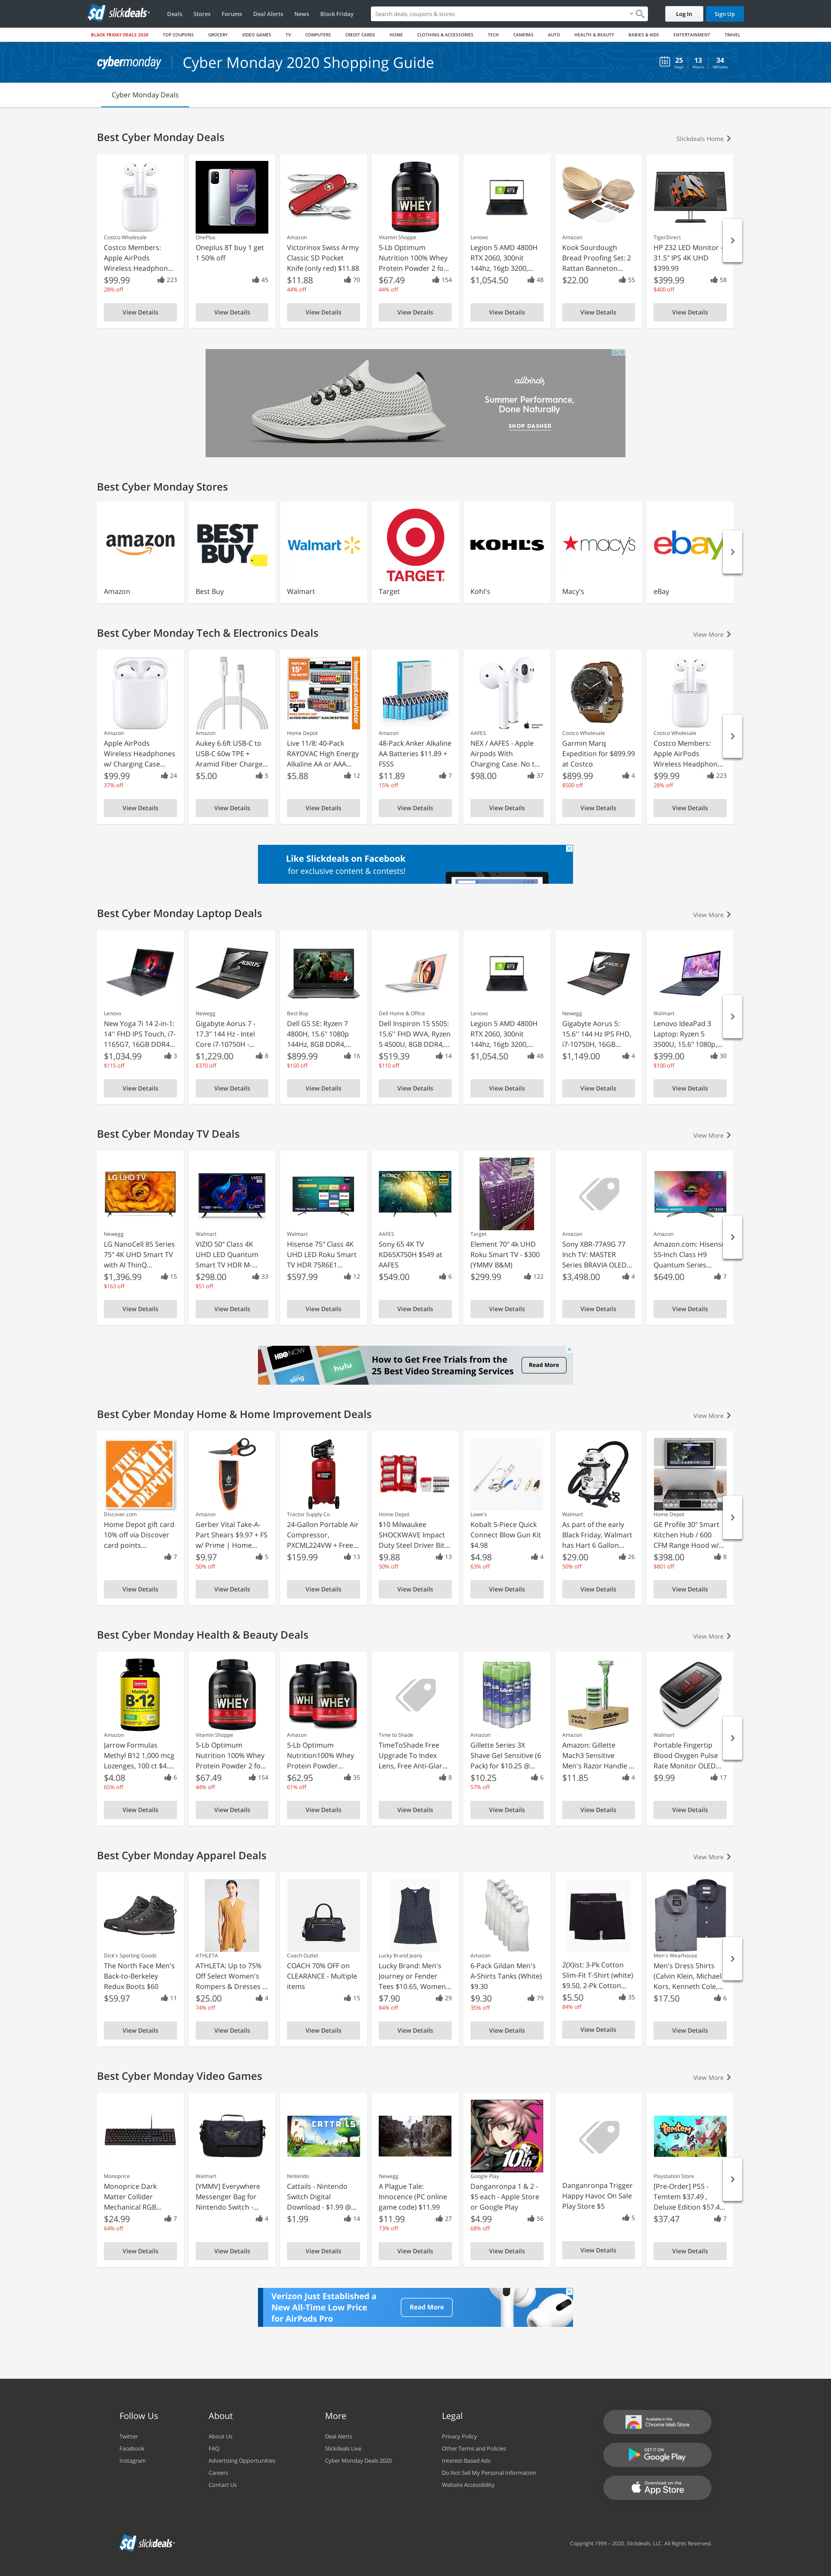 sd slickdeals
Deals
Stores
Forums
Deal Alerts
News
Black Friday
Search deals, coupons & stores
Log In
Sign Up
BLACK FRIDAY DEALS 2020
TOP COUPONS
GROCERY
VIDEO GAMES
TV
COMPUTERS
CREDIT CARDS
HOME
CLOTHING & ACCESSORIES
TECH
CAMERAS
AUTO
HEALTH & BEAUTY
BABIES & KIDS
ENTERTAINMENT
TRAVEL
cybermonday
Cyber Monday 2020 Shopping Guide
25 13 34
Days Hours Minutes
Cyber Monday Deals
Best Cyber Monday Deals
Slickdeals Home
Costco Wholesale
Costco Members:
Apple AirPods
Wireless Headphon...
$99.99 223
28% off
View Details
OnePlus
Oneplus 8T buy 1 get
1 50% off
45
View Details
Amazon
Victorinox Swiss Army
Classic SD Pocket
Knife (only red) $11.88
$11.88 70
44% off
View Details
Vitamin Shoppe
5-Lb Optimum
Nutrition 100% Whey
Protein Powder 2 fo...
$67.49 154
44% off
View Details
Lenovo
Legion 5 AMD 4800H
RTX 2060, 300nit
144hz, 16gb 3200,...
$1,054.50 48
View Details
Amazon
Kook Sourdough
Bread Proofing Set: 2
Rattan Banneton...
$22.00 55
View Details
TigerDirect
HP Z32 LED Monitor -
31.5" IPS 4K UHD
$399.99
$399.99 58
$400 off
View Details
allbirds
Summer Performance,
Done Naturally
SHOP DASHER
Best Cyber Monday Stores
amazon
Amazon
BEST BUY
Best Buy
Walmart
Walmart
TARGET
Target
KOHL'S
Kohl's
macy's
Macy's
ebay
eBay
Best Cyber Monday Tech & Electronics Deals
View More
Amazon
Apple AirPods
Wireless Headphones
w/ Charging Case...
$99.99 24
37% off
View Details
Amazon
Aukey 6.6ft USB-C to
USB-C 60w TPE +
Aramid Fiber Charge...
$5.00 5
View Details
Home Depot
Live 11/8: 40-Pack
RAYOVAC High Energy
Alkaline AA or AAA...
$5.88 12
View Details
Amazon
48-Pack Anker Alkaline
AA Batteries $11.89 +
FSSS
$11.89 7
15% off
View Details
AAFES
NEX / AAFES - Apple
Airpods With
Charging Case. No t...
$98.00 37
View Details
Costco Wholesale
Garmin Marq
Expedition for $899.99
at Costco
$899.99 4
$500 off
View Details
Costco Wholesale
Costco Members:
Apple AirPods
Wireless Headphon...
$99.99 223
28% off
View Details
Like Slickdeals on Facebook
for exclusive content & contests!
Best Cyber Monday Laptop Deals
View More
Lenovo
New Yoga 7i 14 2-in-1:
14'' FHD IPS Touch, i7-
1165G7, 16GB DDR4...
$1,034.99 3
$115 off
View Details
Newegg
Gigabyte Aorus 7 -
17.3" 144 Hz - Intel
Core i7-10750H -...
$1,229.00 8
$370 off
View Details
Best Buy
Dell G5 SE: Ryzen 7
4800H, 15.6" 1080p
144Hz, 8GB DDR4,...
$899.99 16
$150 off
View Details
Dell Home & Office
Dell Inspiron 15 5505:
15.6'' FHD WVA, Ryzen
5 4500U, 8GB DDR4,...
$519.39 14
$110 off
View Details
Lenovo
Legion 5 AMD 4800H
RTX 2060, 300nit
144hz, 16gb 3200,...
$1,054.50 48
View Details
Newegg
Gigabyte Aorus 5:
15.6'' 144 Hz IPS FHD,
i7-10750H, 16GB...
$1,149.00 4
View Details
Walmart
Lenovo IdeaPad 3
Laptop: Ryzen 5
3500U, 15.6" 1080p,...
$399.00 30
$100 off
View Details
Best Cyber Monday TV Deals
View More
LG UHD TV
Newegg
LG NanoCell 85 Series
75" 4K UHD Smart TV
with AI ThinQ...
$1,396.99 15
$163 off
View Details
Walmart
VIZIO 50" Class 4K
UHD LED Quantum
Smart TV HDR M-...
$298.00 33
$51 off
View Details
Walmart
Hisense 75" Class 4K
UHD LED Roku Smart
TV HDR 75R6E1...
$597.99 12
View Details
SONY
AAFES
Sony 65 4K TV
KD65X750H $549 at
AAFES
$549.00 6
View Details
Target
Element 70" 4k UHD
Roku Smart TV - $300
(YMMV B&M)
$299.99 122
View Details
Amazon
Sony XBR-77A9G 77
Inch TV: MASTER
Series BRAVIA OLED...
$3,498.00 4
View Details
Amazon
Amazon.com: Hisense
55-Inch Class H9
Quantum Series...
$649.00 7
View Details
HBO NOW
sling
hulu
How to Get Free Trials from the
25 Best Video Streaming Services
Read More
Best Cyber Monday Home & Home Improvement Deals
View More
THE HOME DEPOT
Discover.com
Home Depot gift card
10% off via Discover
card points...
7
View Details
Amazon
Gerber Vital Take-A-
Part Shears $9.97 + FS
w/ Prime | Home...
$9.97 5
50% off
View Details
Tractor Supply Co
24-Gallon Portable Air
Compressor,
PXCML224VW + Free...
$159.99 13
View Details
Home Depot
$10 Milwaukee
SHOCKWAVE Impact
Duty Steel Driver Bit...
$9.88 13
50% off
View Details
Lowe's
Kobalt 5-Piece Quick
Connect Blow Gun Kit
$4.98
$4.98 4
63% off
View Details
Walmart
As part of the early
Black Friday, Walmart
has Hart 6 Gallon...
$29.00 26
50% off
View Details
Home Depot
GE Profile 30" Smart
Kitchen Hub / 600
CFM Range Hood w/...
$398.00 8
$801 off
View Details
Best Cyber Monday Health & Beauty Deals
View More
Methyl
B-12
Amazon
Jarrow Formulas
Methyl B12 1,000 mcg
Lozenges, 100 ct $4....
$4.08 6
65% off
View Details
WHEY
Vitamin Shoppe
5-Lb Optimum
Nutrition 100% Whey
Protein Powder 2 fo...
$67.49 154
44% off
View Details
WHEY
Amazon
5-Lb Optimum
Nutrition100% Whey
Protein Powder...
$62.95 35
61% off
View Details
Time to Shade
TimeToShade Free
Upgrade To Index
Lens, Free Anti-Glar...
8
View Details
Amazon
Gillette Series 3X
Shave Gel Sensitive (6
Pack) for $10.25 @...
$10.25 6
57% off
View Details
Amazon
Amazon: Gillette
Mach3 Sensitive
Men's Razor Handle ...
$11.85 4
View Details
Walmart
Portable Fingertip
Blood Oxygen Pulse
Rate Monitor OLED...
$9.99 17
View Details
Best Cyber Monday Apparel Deals
View More
Dick's Sporting Goods
The North Face Men's
Back-to-Berkeley
Redux Boots $60
$59.97 11
View Details
ATHLETA
ATHLETA: Up to 75%
Off Select Women's
Rompers & Dresses ...
$25.00 4
74% off
View Details
Coach Outlet
COACH 70% OFF on
CLEARANCE - Multiple
items
15
View Details
Lucky Brand Jeans
Lucky Brand: Men's
Journey or Fender
Tees $10.65, Women...
$7.90 29
84% off
View Details
Amazon
6-Pack Gildan Men's
A-Shirts Tanks (White)
$9.30
$9.30 79
35% off
View Details
2(X)ist: 3-Pk Cotton
Slim-Fit T-Shirt (white)
$9.50, 2-Pk Cotton...
$5.50 35
84% off
View Details
Men's Wearhouse
Men's Dress Shirts
(Calvin Klein, Michael
Kors, Kenneth Cole,...
$17.50 6
View Details
Best Cyber Monday Video Games
View More
Monoprice
Monoprice Dark
Matter Collider
Mechanical RGB...
$24.99 7
64% off
View Details
Walmart
[YMMV] Everywhere
Messenger Bag for
Nintendo Switch -...
4
View Details
CATTAILS
Nintendo
Cattails - Nintendo
Switch Digital
Download - $1.99 @...
$1.99 14
View Details
Newegg
A Plague Tale:
Innocence (PC online
game code) $11.99
$11.99 27
73% off
View Details
10th
Google Play
Danganronpa 1 & 2 -
$5 each - Apple Store
or Google Play
$4.99 56
68% off
View Details
Danganronpa Trigger
Happy Havoc On Sale
Play Store $5
5
View Details
Temtem
Playstation Store
[Pre-Order] PS5 -
Temtem $37.49 ,
Deluxe Edition $57.4...
$37.47 7
View Details
Verizon Just Established a
New All-Time Low Price
for AirPods Pro
Read More
Follow Us
Twitter
Facebook
Instagram
About
About Us
FAQ
Advertising Opportunities
Careers
Contact Us
More
Deal Alerts
Slickdeals Live
Cyber Monday Deals 2020
Legal
Privacy Policy
Other Terms and Policies
Interest-Based Ads
Do Not Sell My Personal Information
Website Accessibility
Available in the
Chrome Web Store
GET IT ON
Google Play
Download on the
App Store
sd slickdeals
Copyright 1999 – 2020. Slickdeals, LLC. All Rights Reserved.